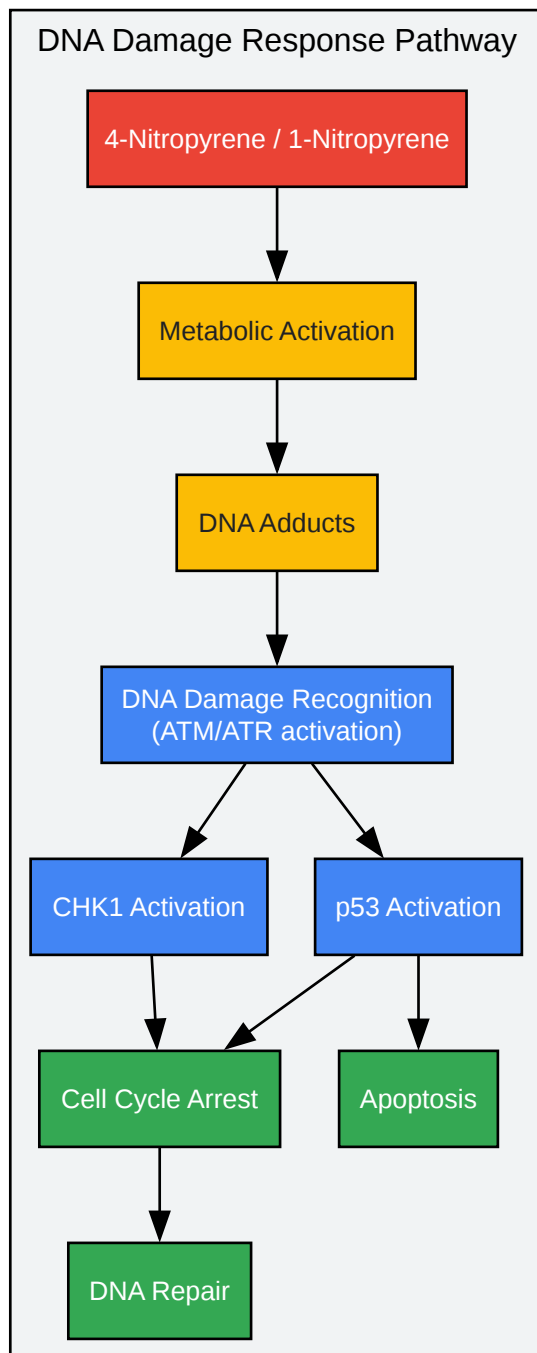 DNA Damage Response Pathway
4-Nitropyrene / 1-Nitropyrene
Metabolic Activation
DNA Adducts
DNA Damage Recognition
(ATM/ATR activation)
CHK1 Activation
p53 Activation
Cell Cycle Arrest
Apoptosis
DNA Repair